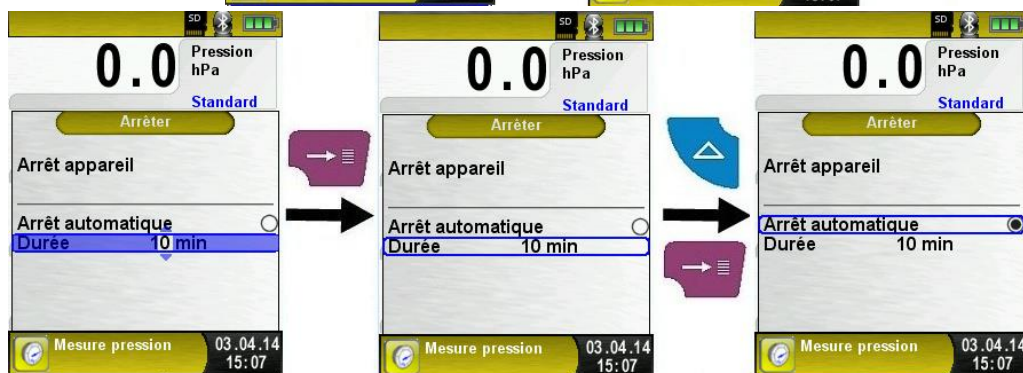 SD
0.0 Pression
hPa
Standard
Arrêter
Arrêt appareil
Arrêt automatique
Durée 10 min
Mesure pression 03.04.14
15:07
SD
0.0 Pression
hPa
Standard
Arrêter
Arrêt appareil
Arrêt automatique
Durée 10 min
Mesure pression 03.04.14
15:07
SD
0.0 Pression
hPa
Standard
Arrêter
Arrêt appareil
Arrêt automatique
Durée 10 min
Mesure pression 03.04.14
15:07